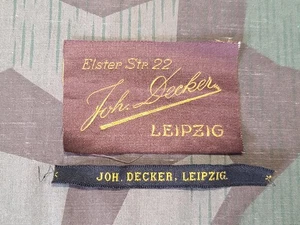 Elster Str. 22
Joh. Decker
LEIPZIG
JOH. DECKER, LEIPZIG.